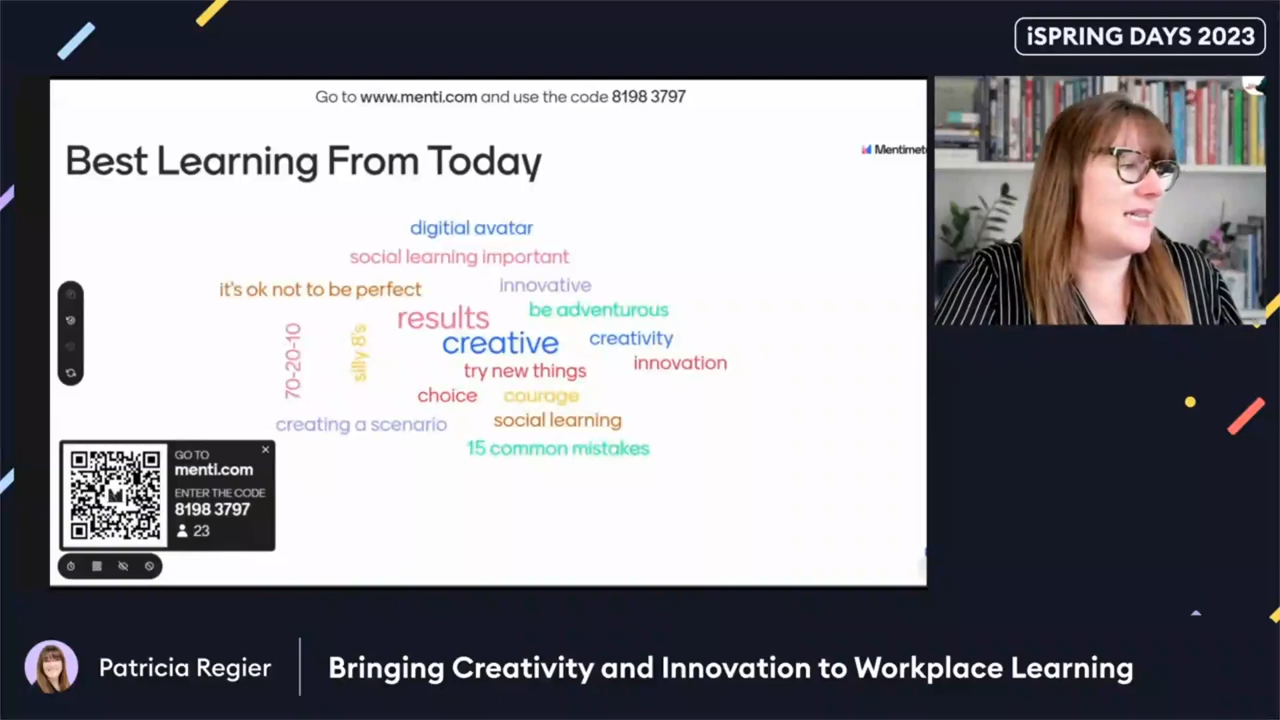 iSPRING DAYS 2023
Go to www.menti.com and use the code 8198 3797
Best Learning From Today
Mentimet
digitial avatar
social learning important
it's ok not to be perfect
innovative
be adventurous
results
70-20-10
silly 8's
creative
creativity
innovation
try new things
choice
courage
creating a scenario
social learning
15 common mistakes
GO TO
menti.com
ENTER THE CODE
8198 3797
23
Patricia Regier
Bringing Creativity and Innovation to Workplace Learning